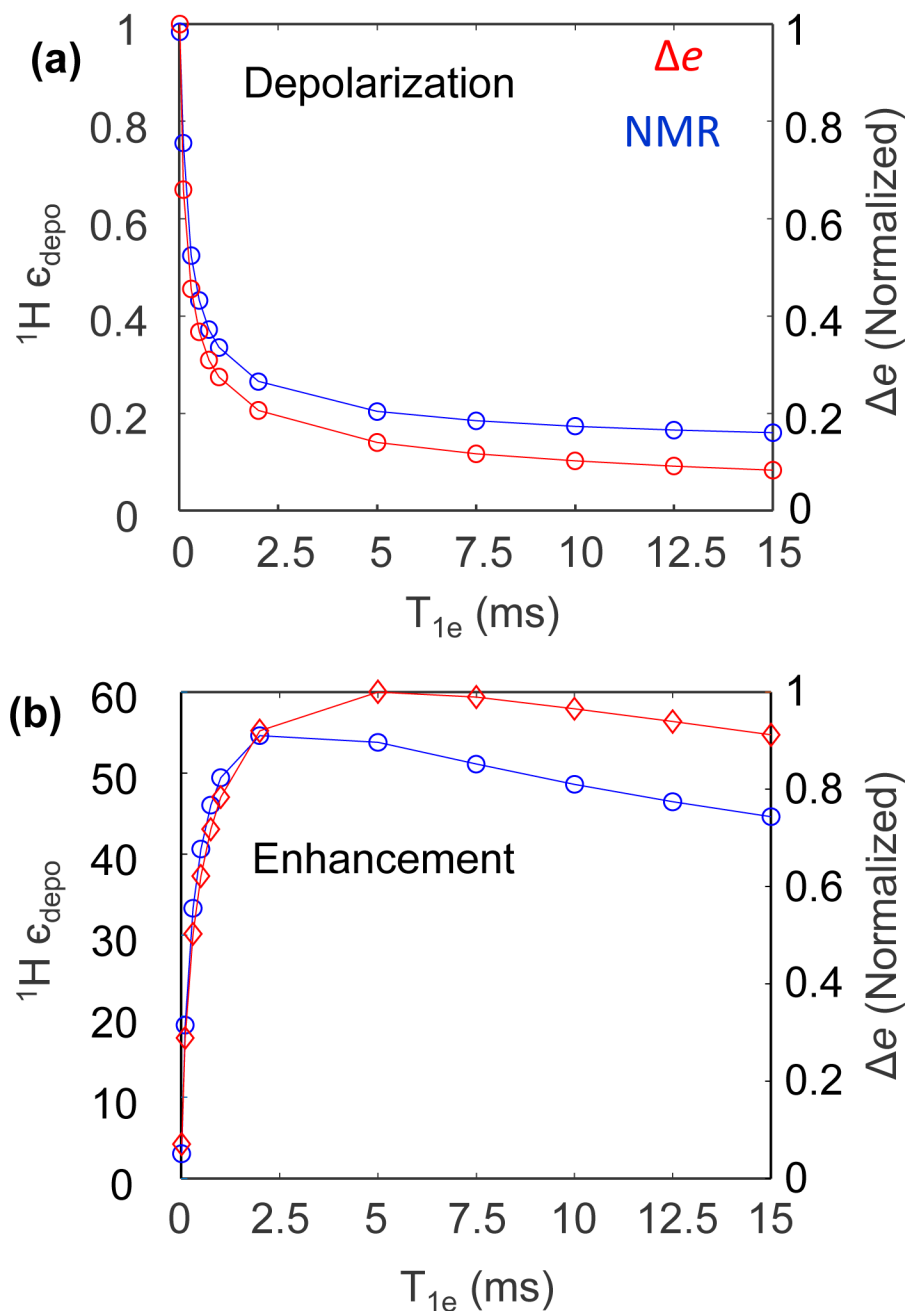 (a)
Depolarization
Δe
NMR
1
0.8
0.6
0.4
0.2
0
¹H ϵdepo
1
0.8
0.6
0.4
0.2
0
Δe (Normalized)
0 2.5 5 7.5 10 12.5 15
T1e (ms)
(b)
Enhancement
60
50
40
30
20
10
0
¹H ϵdepo
1
0.8
0.6
0.4
0.2
0
Δe (Normalized)
0 2.5 5 7.5 10 12.5 15
T1e (ms)